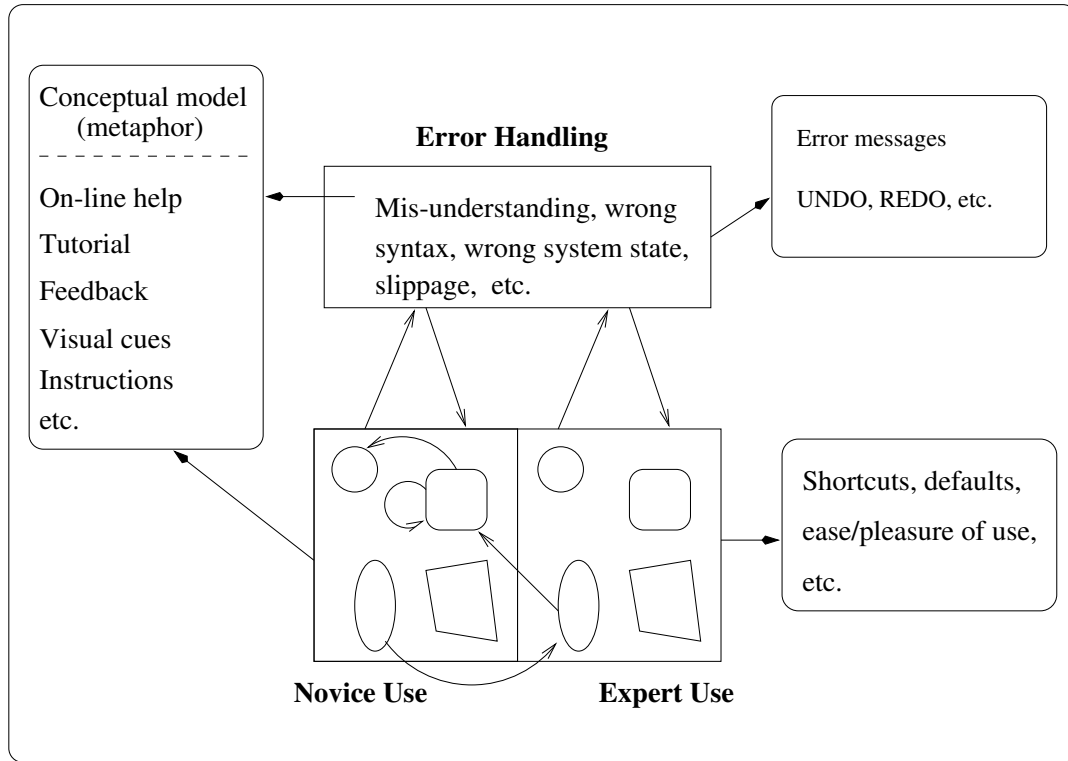 Conceptual model
(metaphor)
On-line help
Tutorial
Feedback
Visual cues
Instructions
etc.
Error Handling
Mis-understanding, wrong
syntax, wrong system state,
slippage, etc.
Error messages
UNDO, REDO, etc.
Shortcuts, defaults,
ease/pleasure of use,
etc.
Novice Use
Expert Use